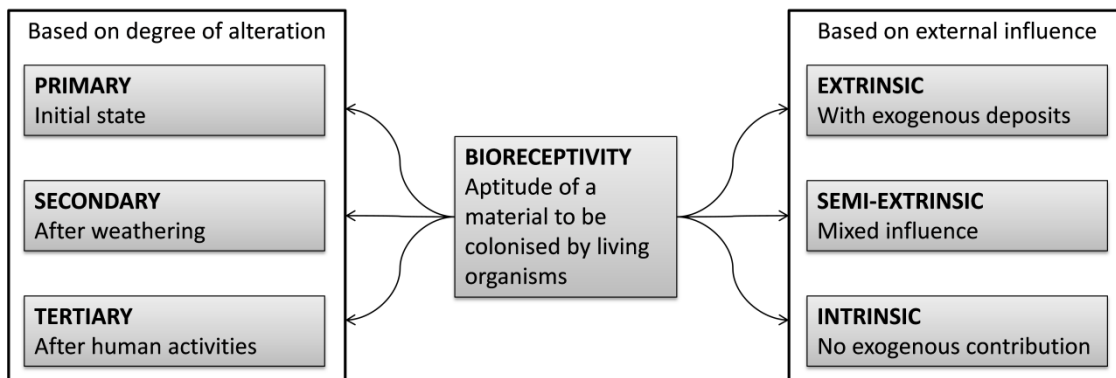 Based on degree of alteration
PRIMARY
Initial state
SECONDARY
After weathering
TERTIARY
After human activities
BIORECEPTIVITY
Aptitude of a
material to be
colonised by living
organisms
Based on external influence
EXTRINSIC
With exogenous deposits
SEMI-EXTRINSIC
Mixed influence
INTRINSIC
No exogenous contribution